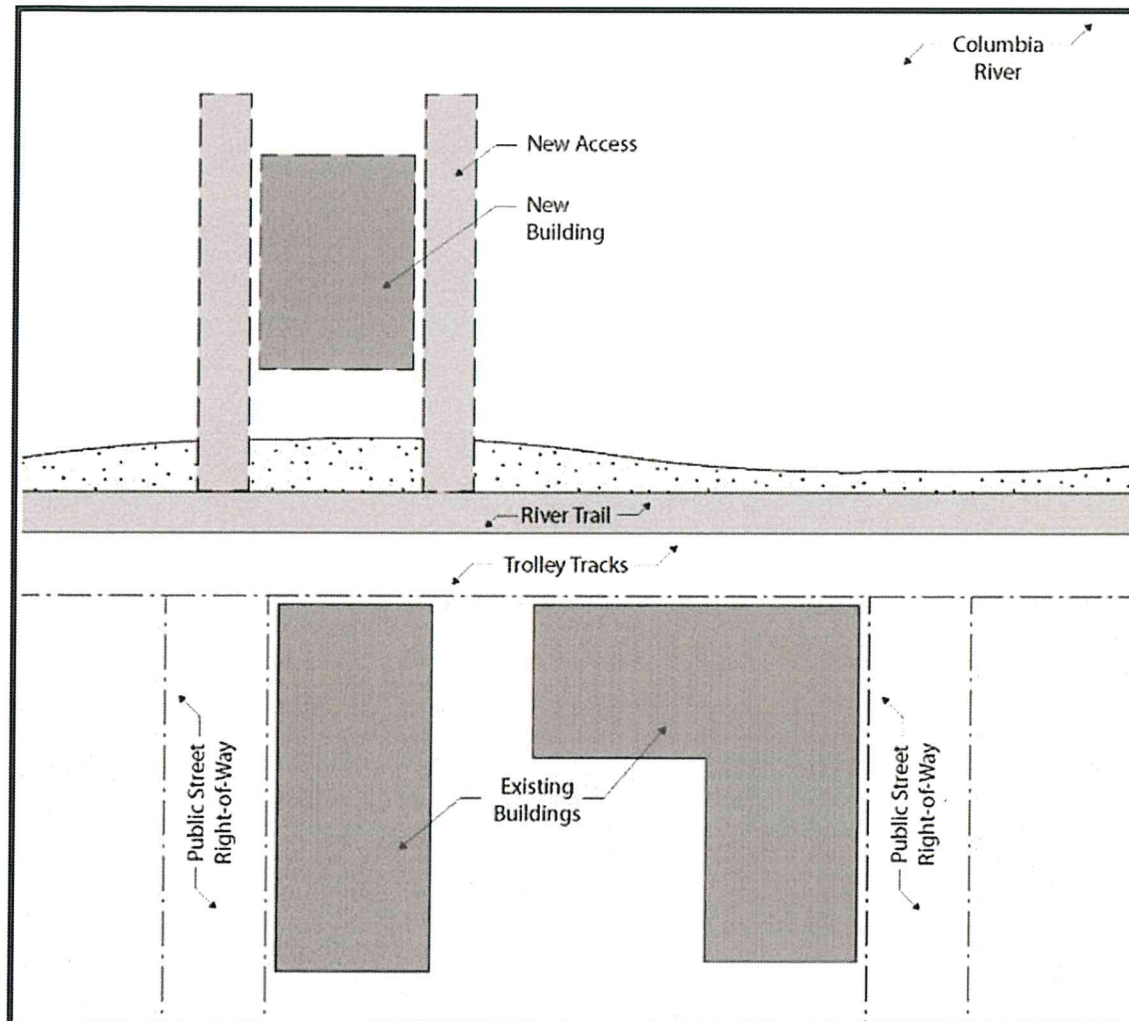 Columbia
River
New Access
New
Building
River Trail
Trolley Tracks
Public Street
Right-of-Way
Existing
Buildings
Public Street
Right-of-Way